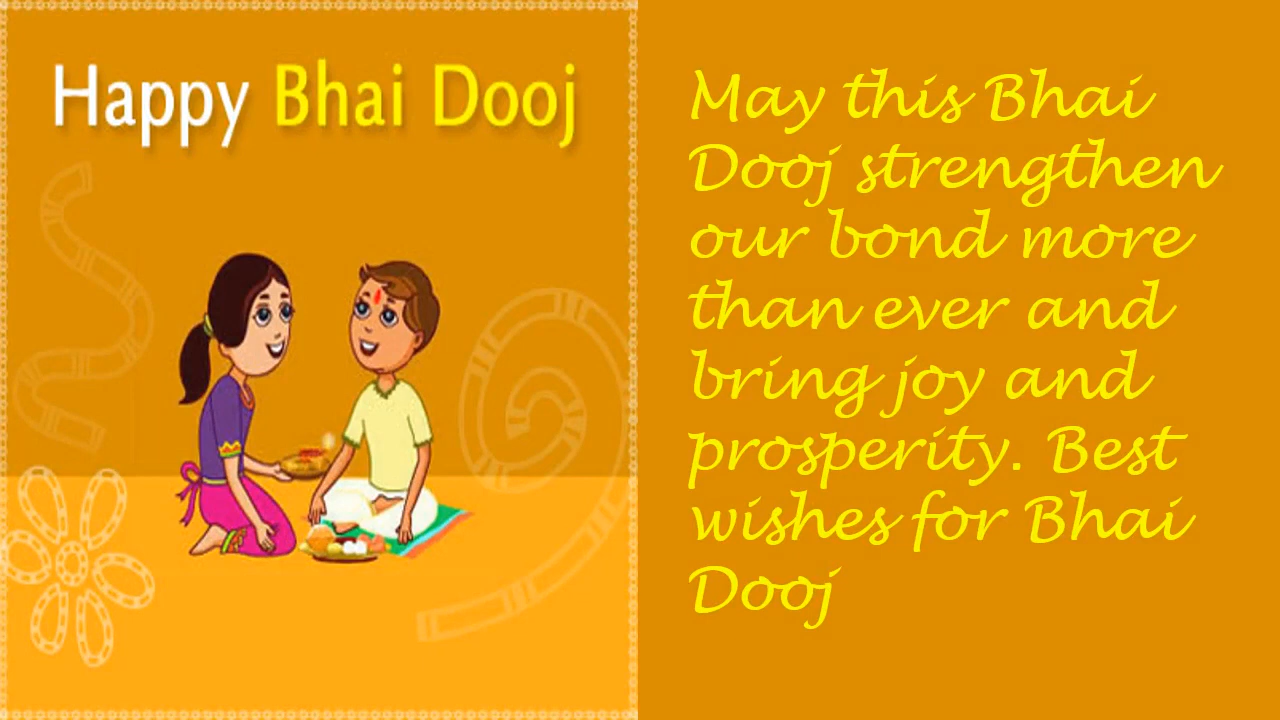 Happy Bhai Dooj
May this Bhai
Dooj strengthen
our bond more
than ever and
bring joy and
prosperity. Best
wishes for Bhai
Dooj